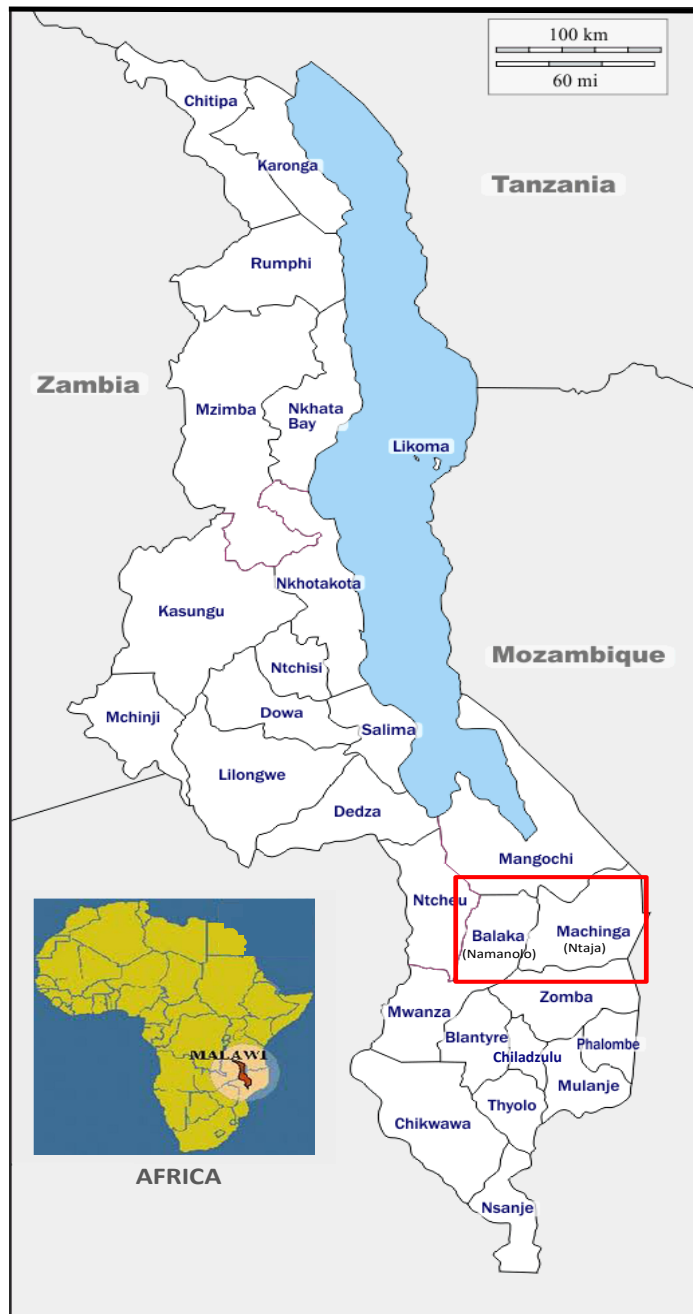 100 km
60 mi
Chitipa
Karonga
Tanzania
Rumphi
Zambia
Mzimba
Nkhata
Bay
Likoma
Nkhotakota
Kasungu
Ntchisi
Mozambique
Mchinji
Dowa
Salima
Lilongwe
Dedza
Mangochi
Ntcheu
Balaka
(Namanolo)
Machinga
(Ntaja)
Mwanza
Zomba
Blantyre
Chiladzulu
Phalombe
Mulanje
Thyolo
Chikwawa
Nsanje
MALAWI
AFRICA